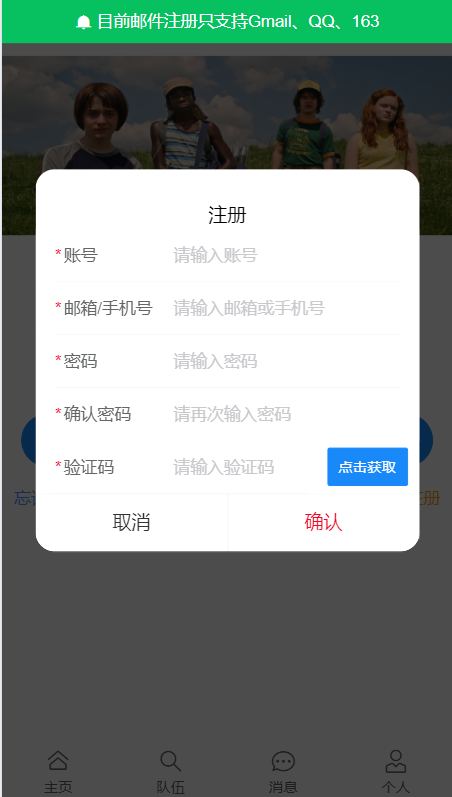 目前邮件注册只支持Gmail、QQ、163
注册
*账号 请输入账号
*邮箱/手机号 请输入邮箱或手机号
*密码 请输入密码
*确认密码 请再次输入密码
*验证码 请输入验证码 点击获取
取消 确认
主页 队伍 消息 个人